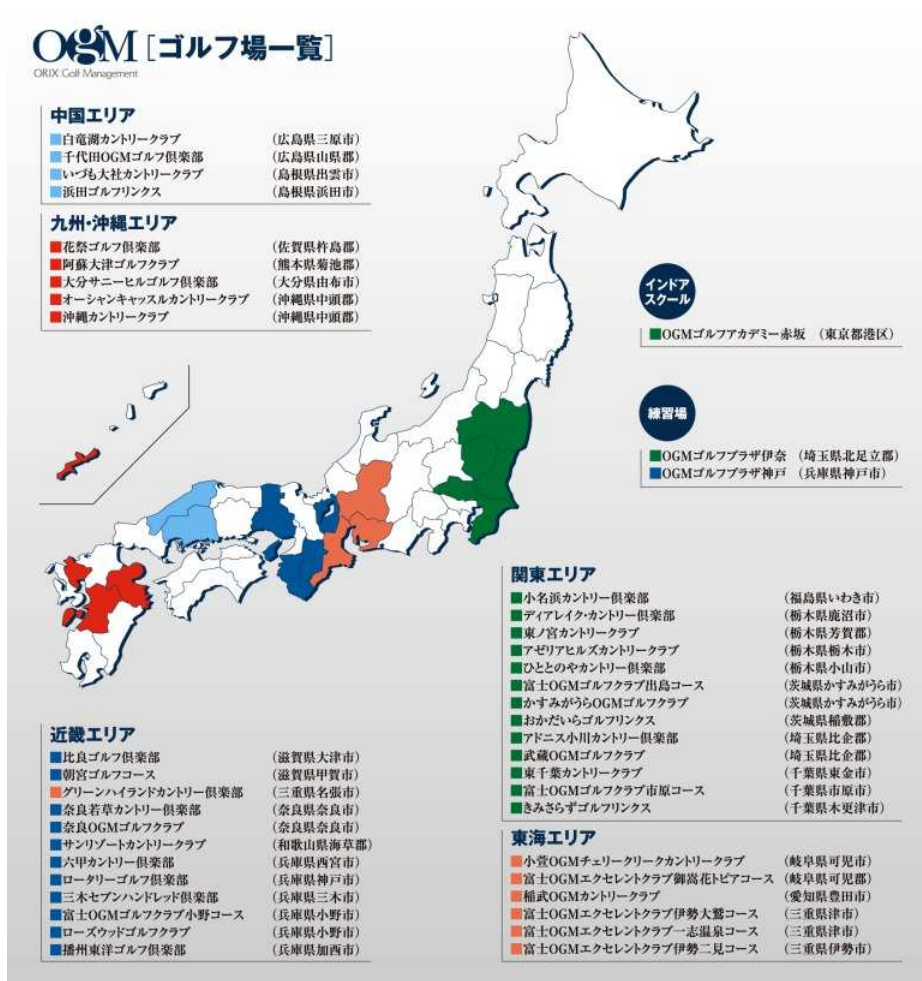 OGM［ゴルフ場一覧］
ORIX Golf Management
中国エリア
■白竜湖カントリークラブ （広島県三原市）
■千代田OGMゴルフ倶楽部 （広島県山県郡）
■いづも大社カントリークラブ （島根県出雲市）
■浜田ゴルフリンクス （島根県浜田市）
九州・沖縄エリア
■花祭ゴルフ倶楽部 （佐賀県杵島郡）
■阿蘇大津ゴルフクラブ （熊本県菊池郡）
■大分サニーヒルゴルフ倶楽部 （大分県由布市）
■オーシャンキャッスルカントリークラブ （沖縄県中頭郡）
■沖縄カントリークラブ （沖縄県中頭郡）
インドア
スクール
■OGMゴルフアカデミー赤坂 （東京都港区）
練習場
■OGMゴルフプラザ伊奈 （埼玉県北足立郡）
■OGMゴルフプラザ神戸 （兵庫県神戸市）
関東エリア
■小名浜カントリー倶楽部 （福島県いわき市）
■ディアレイク・カントリー倶楽部 （栃木県鹿沼市）
■東ノ宮カントリークラブ （栃木県芳賀郡）
■アゼリアヒルズカントリークラブ （栃木県栃木市）
■ひととのやカントリー倶楽部 （栃木県小山市）
■富士OGMゴルフクラブ出島コース （茨城県かすみがうら市）
■かすみがうらOGMゴルフクラブ （茨城県かすみがうら市）
■おかだいらゴルフリンクス （茨城県稲敷郡）
■アドニス小川カントリー倶楽部 （埼玉県比企郡）
■武蔵OGMゴルフクラブ （埼玉県比企郡）
■東千葉カントリークラブ （千葉県東金市）
■富士OGMゴルフクラブ市原コース （千葉県市原市）
■きみさらずゴルフリンクス （千葉県木更津市）
近畿エリア
■比良ゴルフ倶楽部 （滋賀県大津市）
■朝宮ゴルフコース （滋賀県甲賀市）
■グリーンハイランドカントリー倶楽部 （三重県名張市）
■奈良若草カントリー倶楽部 （奈良県奈良市）
■奈良OGMゴルフクラブ （奈良県奈良市）
■サンリゾートカントリークラブ （和歌山県海草郡）
■六甲カントリー倶楽部 （兵庫県西宮市）
■ロータリーゴルフ倶楽部 （兵庫県神戸市）
■三木セブンハンドレッド倶楽部 （兵庫県三木市）
■富士OGMゴルフクラブ小野コース （兵庫県小野市）
■ローズウッドゴルフクラブ （兵庫県小野市）
■播州東洋ゴルフ倶楽部 （兵庫県加西市）
東海エリア
■小萱OGMチェリークリークカントリークラブ （岐阜県可児市）
■富士OGMエクセレントクラブ御嵩花トピアコース （岐阜県可児郡）
■稲武OGMカントリークラブ （愛知県豊田市）
■富士OGMエクセレントクラブ伊勢大鷲コース （三重県津市）
■富士OGMエクセレントクラブ一志温泉コース （三重県津市）
■富士OGMエクセレントクラブ伊勢二見コース （三重県伊勢市）